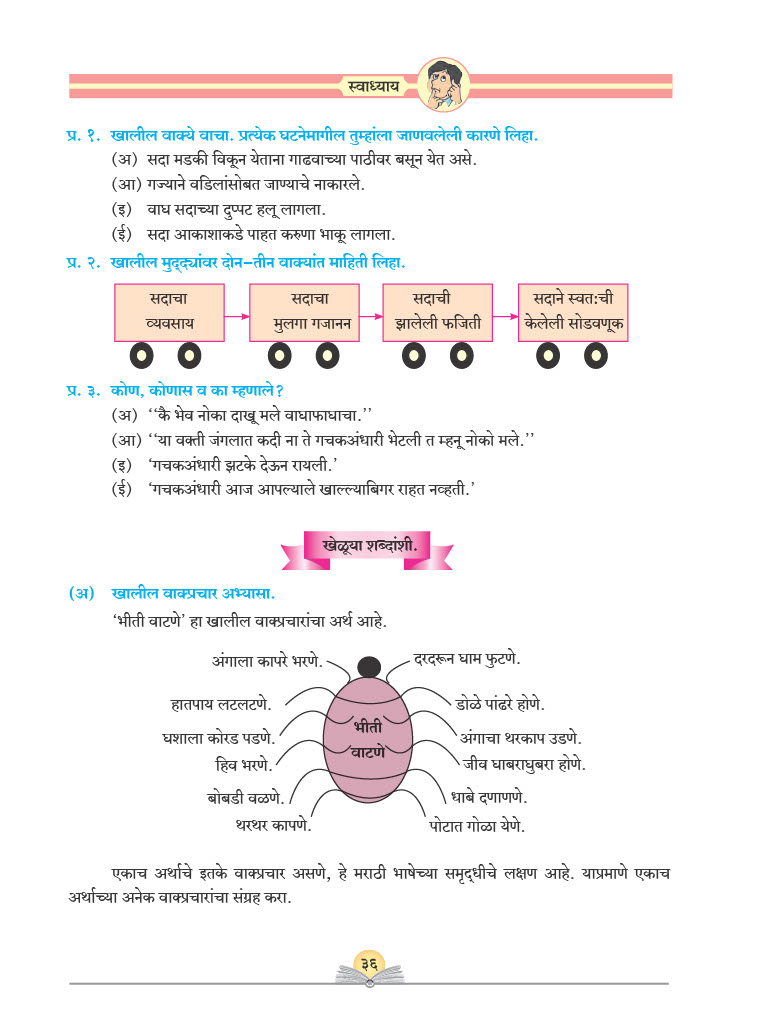 स्वाध्याय
प्र. १. खालील वाक्ये वाचा. प्रत्येक घटनेमागील तुम्हांला जाणवलेली कारणे लिहा.
(अ) सदा मडकी विकून येताना गाढवाच्या पाठीवर बसून येत असे.
(आ) गज्याने वडिलांसोबत जाण्याचे नाकारले.
(इ) वाघ सदाच्या दुप्पट हलू लागला.
(ई) सदा आकाशाकडे पाहत करुणा भाकू लागला.
प्र. २. खालील मुद्द्यांवर दोन-तीन वाक्यांत माहिती लिहा.
सदाचा
व्यवसाय
सदाचा
मुलगा गजानन
सदाची
झालेली फजिती
सदाने स्वत:ची
केलेली सोडवणूक
प्र. ३. कोण, कोणास व का म्हणाले?
(अ) ‘‘कै भेव नोका दाखू मले वाघाफाघाचा.’’
(आ) ‘‘या वक्ती जंगलात कदी ना ते गचकअंधारी भेटली त म्हनू नोको मले.’’
(इ) ‘गचकअंधारी झटके देऊन रायली.’
(ई) ‘गचकअंधारी आज आपल्याले खाल्ल्याबिगर राहत नव्हती.’
खेळूया शब्दांशी.
(अ) खालील वाक्प्रचार अभ्यासा.
‘भीती वाटणे’ हा खालील वाक्प्रचारांचा अर्थ आहे.
अंगाला कापरे भरणे.
दरदरून घाम फुटणे.
हातपाय लटलटणे.
डोळे पांढरे होणे.
भीती
वाटणे
घशाला कोरड पडणे.
अंगाचा थरकाप उडणे.
हिव भरणे.
जीव घाबराघुबरा होणे.
बोबडी वळणे.
धाबे दणाणणे.
थरथर कापणे.
पोटात गोळा येणे.
एकाच अर्थाचे इतके वाक्प्रचार असणे, हे मराठी भाषेच्या समृद्धीचे लक्षण आहे. याप्रमाणे एकाच
अर्थाच्या अनेक वाक्प्रचारांचा संग्रह करा.
३६